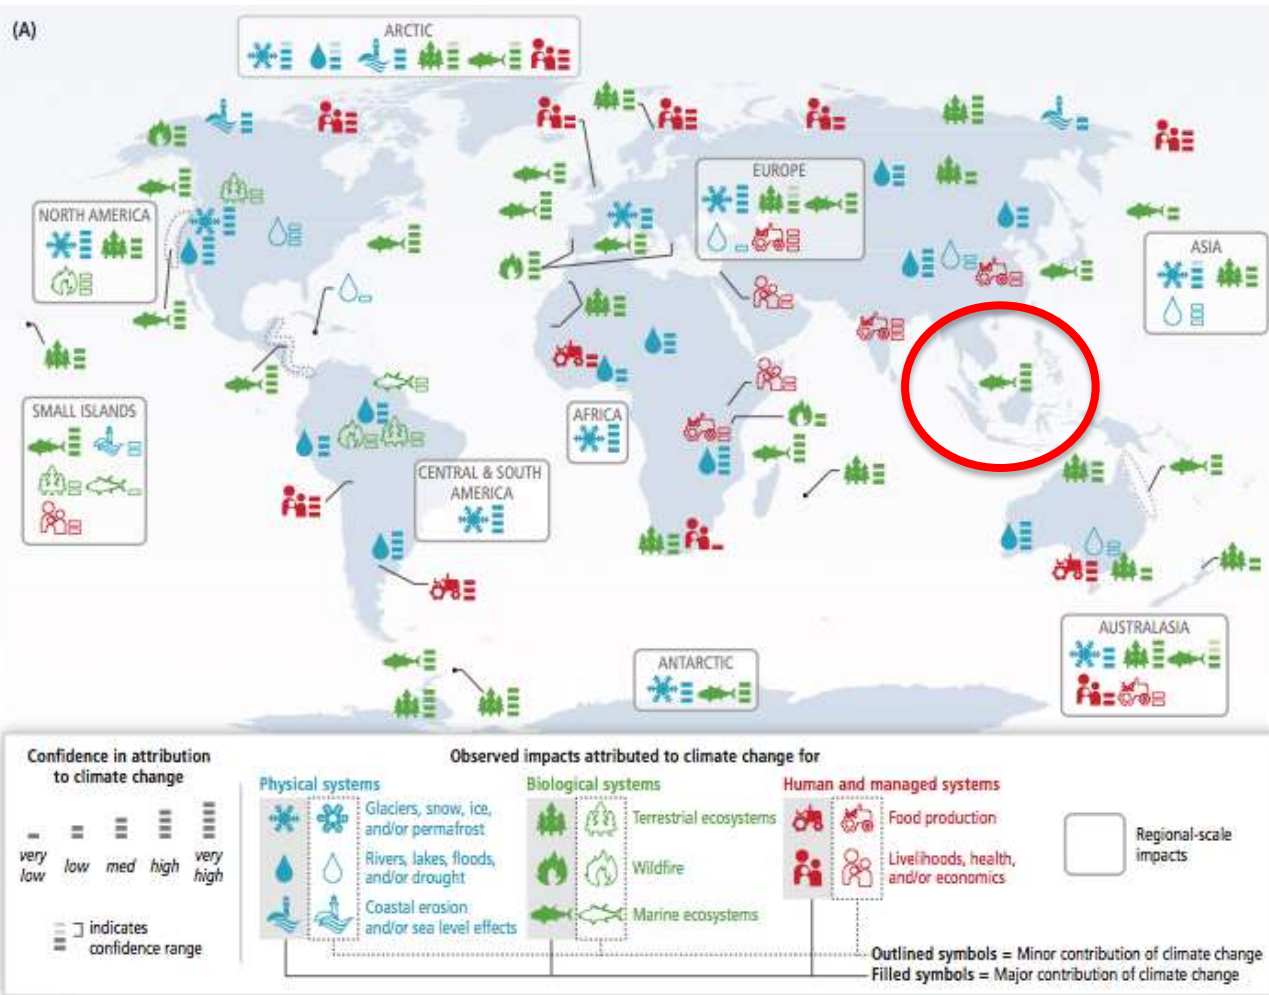 (A)
ARCTIC
EUROPE
NORTH AMERICA
ASIA
SMALL ISLANDS
AFRICA
CENTRAL & SOUTH
AMERICA
AUSTRALASIA
ANTARCTIC
Confidence in attribution
to climate change
very
low
low
med
high
very
high
indicates
confidence range
Observed impacts attributed to climate change for
Physical systems
Glaciers, snow, ice,
and/or permafrost
Rivers, lakes, floods,
and/or drought
Coastal erosion
and/or sea level effects
Biological systems
Terrestrial ecosystems
Wildfire
Marine ecosystems
Human and managed systems
Food production
Livelihoods, health,
and/or economics
Regional-scale
impacts
Outlined symbols = Minor contribution of climate change
Filled symbols = Major contribution of climate change